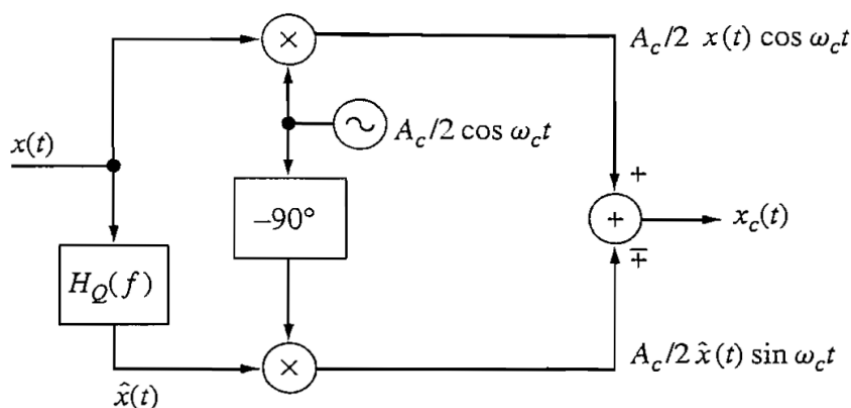 A_c/2 x(t) cos ω_c t
×
x(t)
~ A_c/2 cos ω_c t
–90°
+
+
x_c(t)
∓
H_Q(f)
×
A_c/2 x̂(t) sin ω_c t
x̂(t)